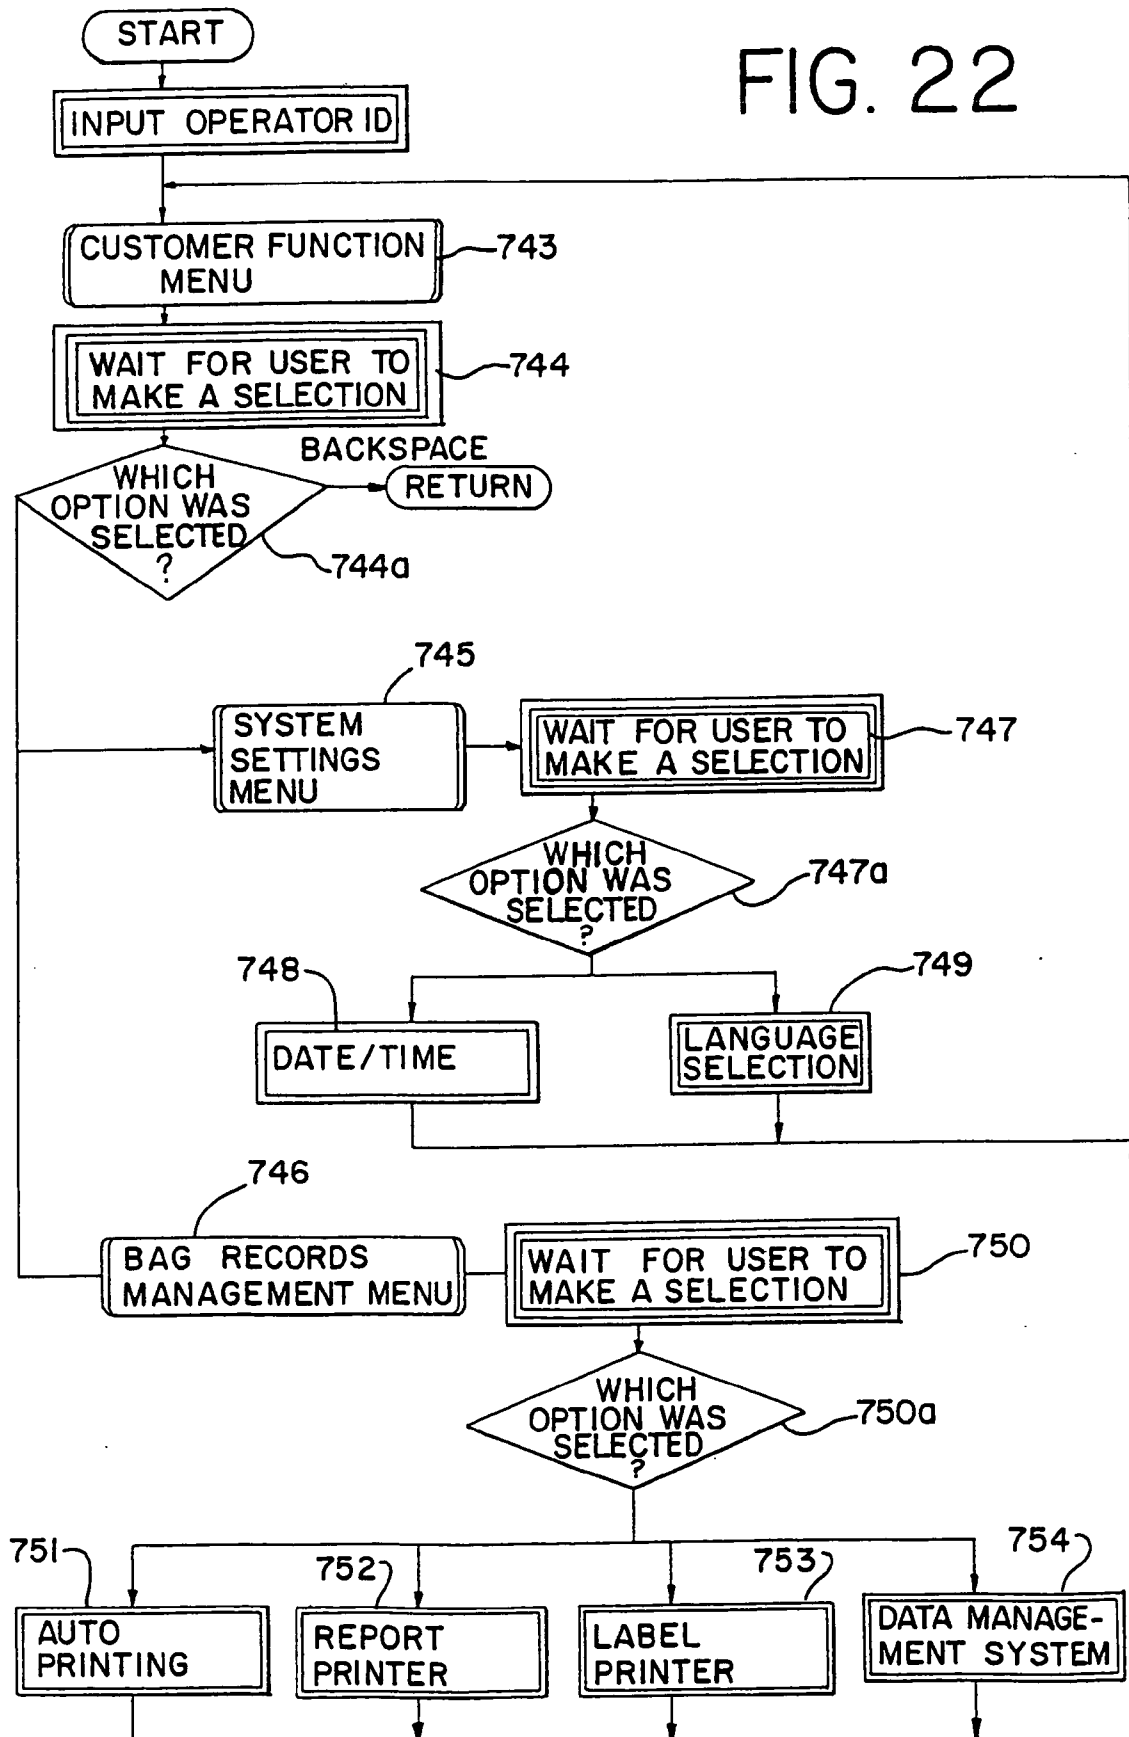 START
FIG. 22
INPUT OPERATOR ID
CUSTOMER FUNCTION
MENU
743
WAIT FOR USER TO
MAKE A SELECTION
744
BACKSPACE
WHICH
OPTION WAS
SELECTED
?
RETURN
744a
745
SYSTEM
SETTINGS
MENU
WAIT FOR USER TO
MAKE A SELECTION
747
WHICH
OPTION WAS
SELECTED
?
747a
748
749
DATE/TIME
LANGUAGE
SELECTION
746
BAG RECORDS
MANAGEMENT MENU
WAIT FOR USER TO
MAKE A SELECTION
750
WHICH
OPTION WAS
SELECTED
?
750a
751
752
753
754
AUTO
PRINTING
REPORT
PRINTER
LABEL
PRINTER
DATA MANAGE-
MENT SYSTEM